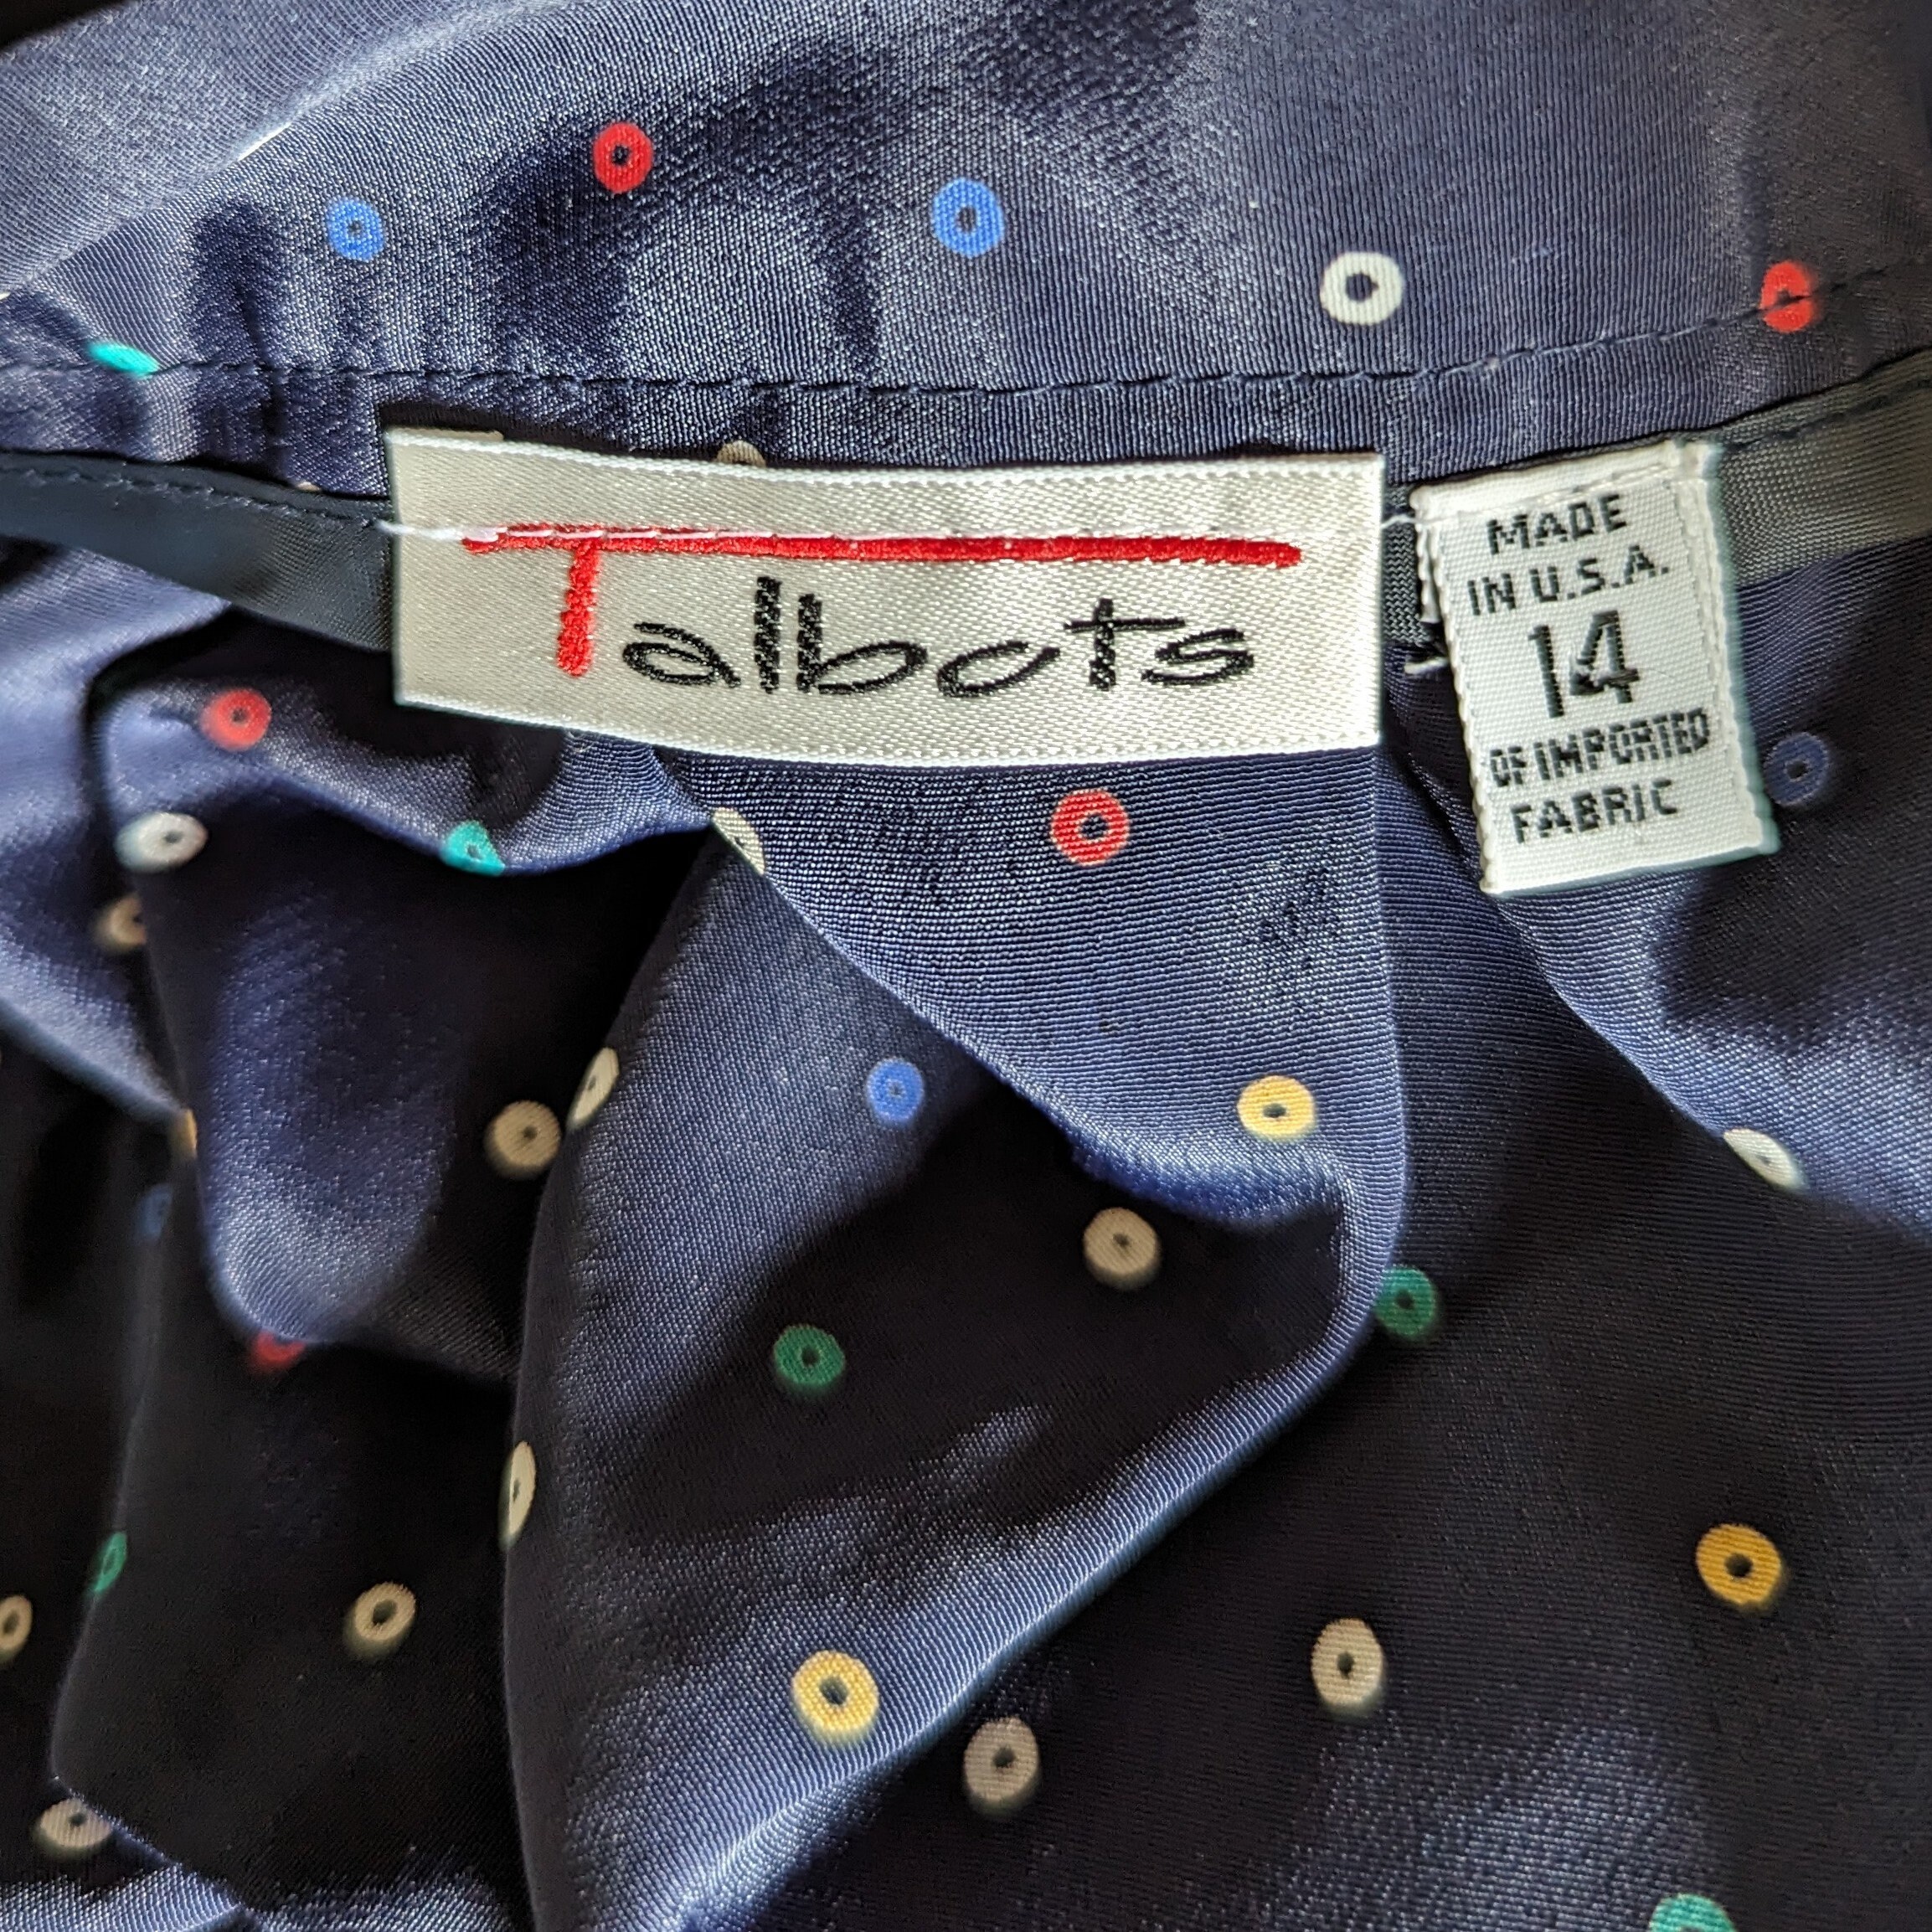 Talbots
MADE
IN U.S.A.
14
OF IMPORTED
FABRIC